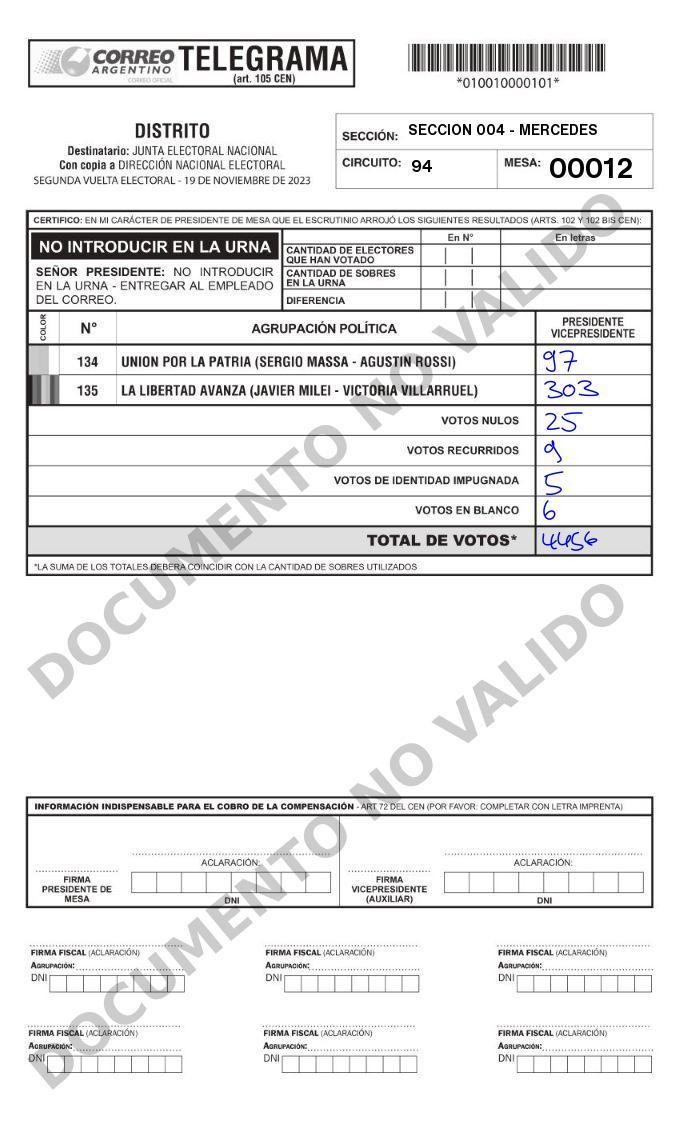 CORREO
ARGENTINO
CORREO OFICIAL
TELEGRAMA
(art. 105 CEN)
*010010000101*
DISTRITO
Destinatario: JUNTA ELECTORAL NACIONAL
Con copia a DIRECCIÓN NACIONAL ELECTORAL
SEGUNDA VUELTA ELECTORAL - 19 DE NOVIEMBRE DE 2023
SECCIÓN: SECCION 004 - MERCEDES
CIRCUITO: 94 MESA: 00012
CERTIFICO: EN MI CARÁCTER DE PRESIDENTE DE MESA QUE EL ESCRUTINIO ARROJÓ LOS SIGUIENTES RESULTADOS (ARTS. 102 Y 102 BIS CEN):
NO INTRODUCIR EN LA URNA
SEÑOR PRESIDENTE: NO INTRODUCIR
EN LA URNA - ENTREGAR AL EMPLEADO
DEL CORREO.
En N° En letras
CANTIDAD DE ELECTORES
QUE HAN VOTADO
CANTIDAD DE SOBRES
EN LA URNA
DIFERENCIA
COLOR N° AGRUPACIÓN POLÍTICA PRESIDENTE
VICEPRESIDENTE
134 UNION POR LA PATRIA (SERGIO MASSA - AGUSTIN ROSSI) 97
135 LA LIBERTAD AVANZA (JAVIER MILEI - VICTORIA VILLARRUEL) 303
VOTOS NULOS 25
VOTOS RECURRIDOS 9
VOTOS DE IDENTIDAD IMPUGNADA 5
VOTOS EN BLANCO 6
TOTAL DE VOTOS* 4456
*LA SUMA DE LOS TOTALES DEBERA COINCIDIR CON LA CANTIDAD DE SOBRES UTILIZADOS
DOCUMENTO NO VALIDO
DOCUMENTO NO VALIDO
INFORMACIÓN INDISPENSABLE PARA EL COBRO DE LA COMPENSACIÓN - ART 72 DEL CEN (POR FAVOR: COMPLETAR CON LETRA IMPRENTA)
FIRMA
PRESIDENTE DE
MESA
ACLARACIÓN:
DNI
FIRMA
VICEPRESIDENTE
(AUXILIAR)
ACLARACIÓN:
DNI
FIRMA FISCAL (ACLARACIÓN)
AGRUPACIÓN:
DNI
FIRMA FISCAL (ACLARACIÓN)
AGRUPACIÓN:
DNI
FIRMA FISCAL (ACLARACIÓN)
AGRUPACIÓN:
DNI
FIRMA FISCAL (ACLARACIÓN)
AGRUPACIÓN:
DNI
FIRMA FISCAL (ACLARACIÓN)
AGRUPACIÓN:
DNI
FIRMA FISCAL (ACLARACIÓN)
AGRUPACIÓN:
DNI